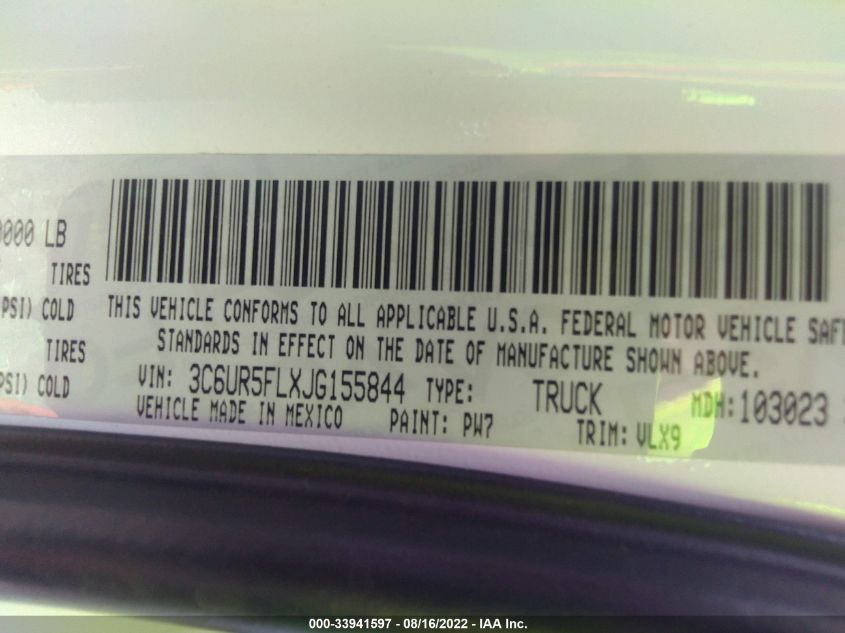 0000 LB
TIRES
PSI) COLD
TIRES
PSI) COLD
THIS VEHICLE CONFORMS TO ALL APPLICABLE U.S.A. FEDERAL MOTOR VEHICLE SAFE
STANDARDS IN EFFECT ON THE DATE OF MANUFACTURE SHOWN ABOVE.
VIN: 3C6UR5FLXJG155844 TYPE: TRUCK MDH: 103023
VEHICLE MADE IN MEXICO PAINT: PW7 TRIM: VLX9
000-33941597 - 08/16/2022 - IAA Inc.